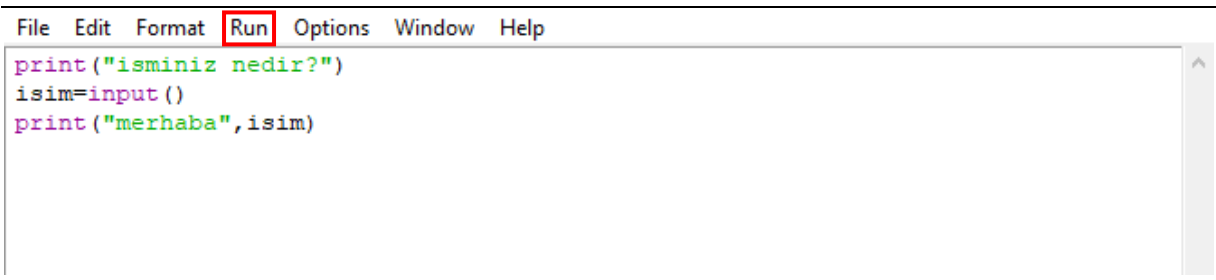 File Edit Format Run Options Window Help
print("isminiz nedir?")
isim=input()
print("merhaba",isim)